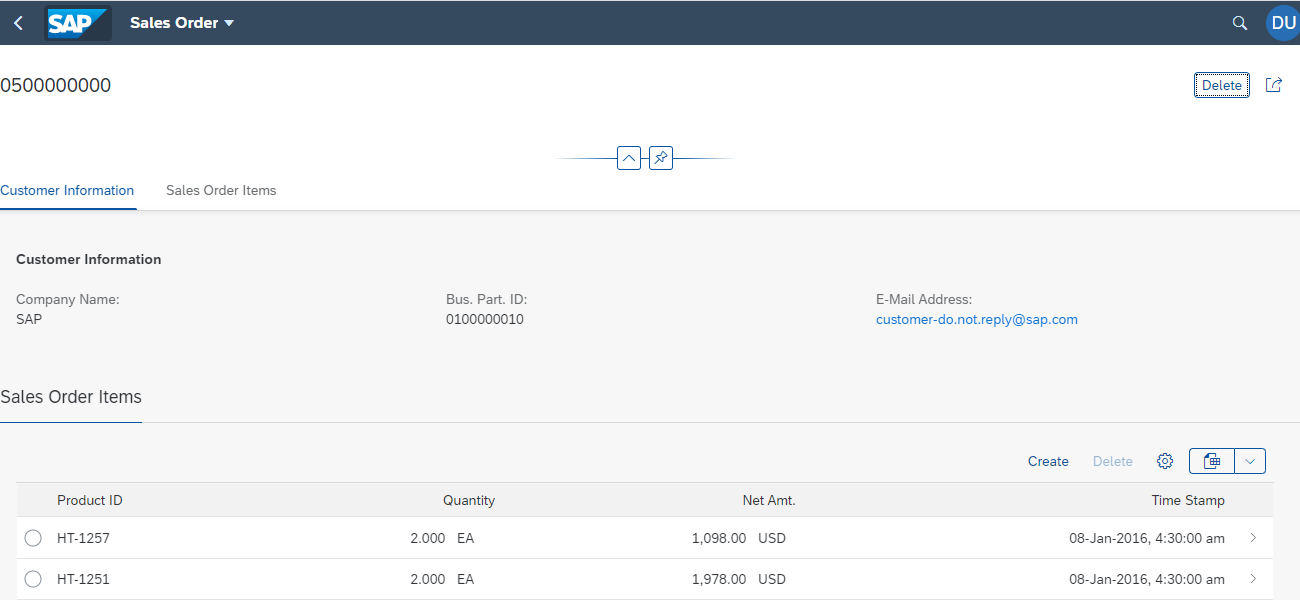 SAP Sales Order DU
0500000000 Delete
Customer Information Sales Order Items
Customer Information
Company Name: Bus. Part. ID: E-Mail Address:
SAP 0100000010 customer-do.not.reply@sap.com
Sales Order Items
Create Delete
Product ID Quantity Net Amt. Time Stamp
HT-1257 2.000 EA 1,098.00 USD 08-Jan-2016, 4:30:00 am
HT-1251 2.000 EA 1,978.00 USD 08-Jan-2016, 4:30:00 am